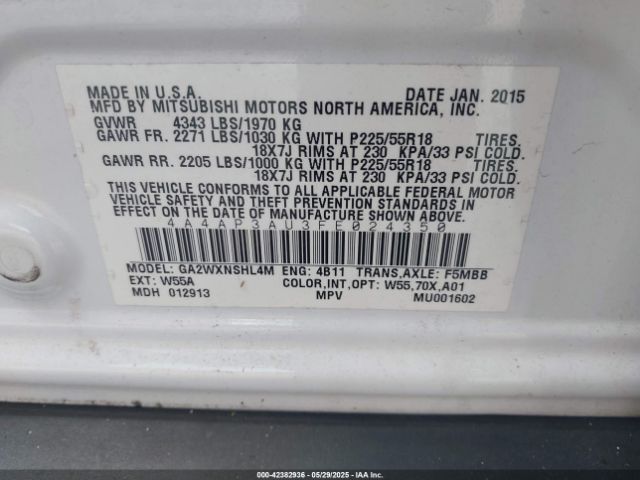 MADE IN U.S.A. DATE JAN. 2015
MFD BY MITSUBISHI MOTORS NORTH AMERICA, INC.
GVWR 4343 LBS/1970 KG
GAWR FR. 2271 LBS/1030 KG WITH P225/55R18 TIRES.
18X7J RIMS AT 230 KPA/33 PSI COLD.
GAWR RR. 2205 LBS/1000 KG WITH P225/55R18 TIRES.
18X7J RIMS AT 230 KPA/33 PSI COLD.
THIS VEHICLE CONFORMS TO ALL APPLICABLE FEDERAL MOTOR
VEHICLE SAFETY AND THEFT PREVENTION STANDARDS IN
EFFECT ON THE DATE OF MANUFACTURE SHOWN ABOVE.
4A4AP3AU3FE024350
MODEL: GA2WXNSHL4M ENG: 4B11 TRANS,AXLE: F5MBB
EXT: W55A COLOR,INT,OPT: W55,70X,A01
MDH 012913 MPV MU001602
000-42382936 - 05/29/2025 - IAAI.COM